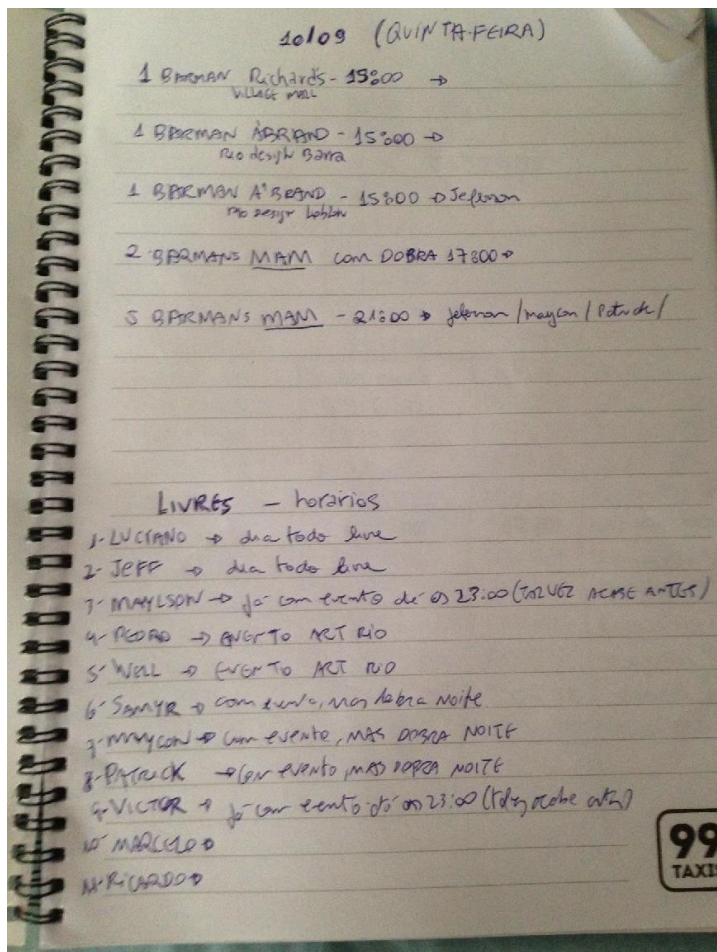 10/09 (QUINTA-FEIRA)
1 BARMAN Richards - 15:00 →
VILLAGE MALL
1 BARMAN ÀBRAND - 15:00 →
Rio design Barra
1 BARMAN A'BRAND - 15:00 → Jeferson
Rio design Leblon
2 BARMANS MAM com DOBRA 17:00 →
5 BARMANS MAM - 21:00 → Jeferson / maycon / Patrick /
LIVRES - horários
1- LUCIANO → dia todo livre
2- JEFF → dia todo livre
3- MAYLSON → Já com evento até as 23:00 (TALVEZ ACABE ANTES)
4- PEDRO → EVENTO ART RIO
5- WELL → EVENTO ART RIO
6- SAMYR → com evento, mas dobra Noite
7- MAYCON → com evento, MAS DOBRA NOITE
8- PATRICK → com evento, MAS DOBRA NOITE
9- VICTOR → já com evento até as 23:00 (talvez acabe antes)
10- MARCELO →
11- RICARDO →
99
TAXIS